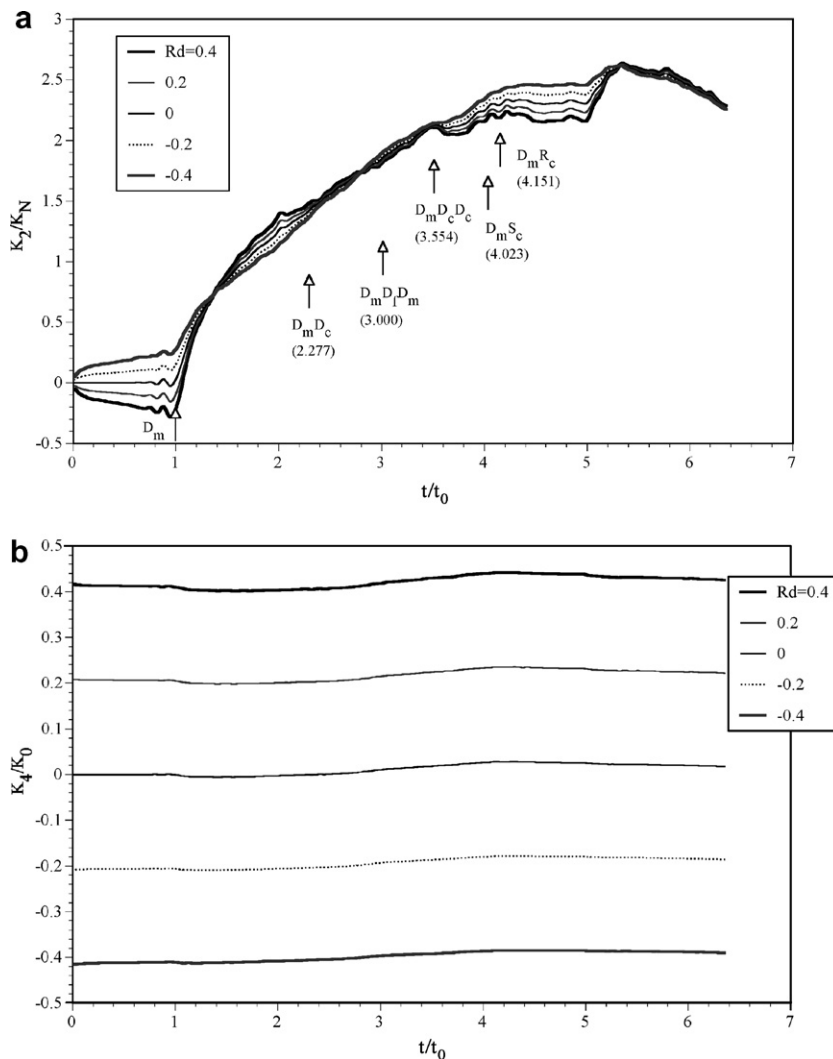 a
Rd=0.4
0.2
0
-0.2
-0.4
3
2.5
2
1.5
1
0.5
0
-0.5
K2/KN
DmRc
(4.151)
DmDcDc
(3.554)
DmSc
(4.023)
DmDfDm
(3.000)
DmDc
(2.277)
Dm
0 1 2 3 4 5 6 7
t/t0
b
Rd=0.4
0.2
0
-0.2
-0.4
0.5
0.4
0.3
0.2
0.1
0
-0.1
-0.2
-0.3
-0.4
-0.5
K4/K0
0 1 2 3 4 5 6 7
t/t0